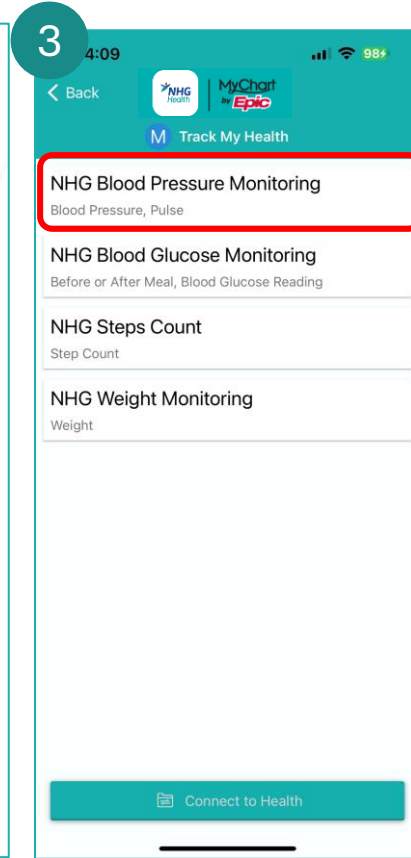 3
4:09
98
Back
NHG
Health
MyChart
by Epic
M Track My Health
NHG Blood Pressure Monitoring
Blood Pressure, Pulse
NHG Blood Glucose Monitoring
Before or After Meal, Blood Glucose Reading
NHG Steps Count
Step Count
NHG Weight Monitoring
Weight
Connect to Health